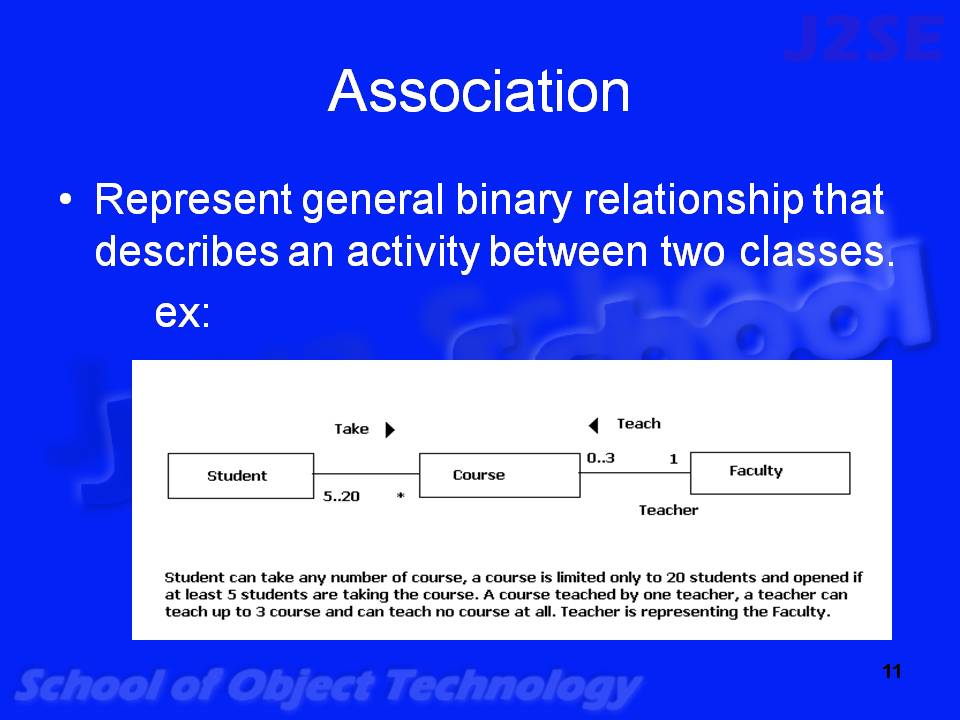 J2SE
Association
• Represent general binary relationship that
describes an activity between two classes.
ex:
Take
Teach
Student
5..20
*
Course
0..3
1
Faculty
Teacher
Student can take any number of course, a course is limited only to 20 students and opened if
at least 5 students are taking the course. A course teached by one teacher, a teacher can
teach up to 3 course and can teach no course at all. Teacher is representing the Faculty.
School
School of Object Technology
11